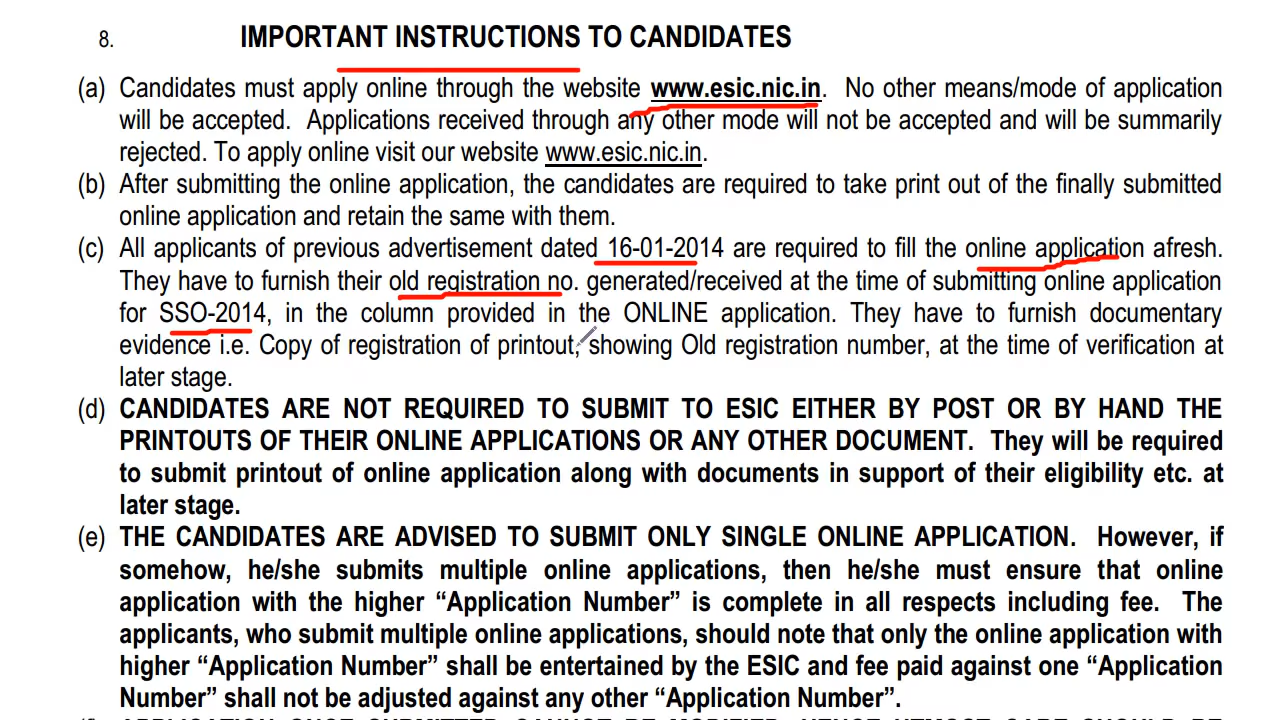 8. IMPORTANT INSTRUCTIONS TO CANDIDATES
(a) Candidates must apply online through the website www.esic.nic.in. No other means/mode of application
will be accepted. Applications received through any other mode will not be accepted and will be summarily
rejected. To apply online visit our website www.esic.nic.in.
(b) After submitting the online application, the candidates are required to take print out of the finally submitted
online application and retain the same with them.
(c) All applicants of previous advertisement dated 16-01-2014 are required to fill the online application afresh.
They have to furnish their old registration no. generated/received at the time of submitting online application
for SSO-2014, in the column provided in the ONLINE application. They have to furnish documentary
evidence i.e. Copy of registration of printout, showing Old registration number, at the time of verification at
later stage.
(d) CANDIDATES ARE NOT REQUIRED TO SUBMIT TO ESIC EITHER BY POST OR BY HAND THE
PRINTOUTS OF THEIR ONLINE APPLICATIONS OR ANY OTHER DOCUMENT. They will be required
to submit printout of online application along with documents in support of their eligibility etc. at
later stage.
(e) THE CANDIDATES ARE ADVISED TO SUBMIT ONLY SINGLE ONLINE APPLICATION. However, if
somehow, he/she submits multiple online applications, then he/she must ensure that online
application with the higher “Application Number” is complete in all respects including fee. The
applicants, who submit multiple online applications, should note that only the online application with
higher “Application Number” shall be entertained by the ESIC and fee paid against one “Application
Number” shall not be adjusted against any other “Application Number”.